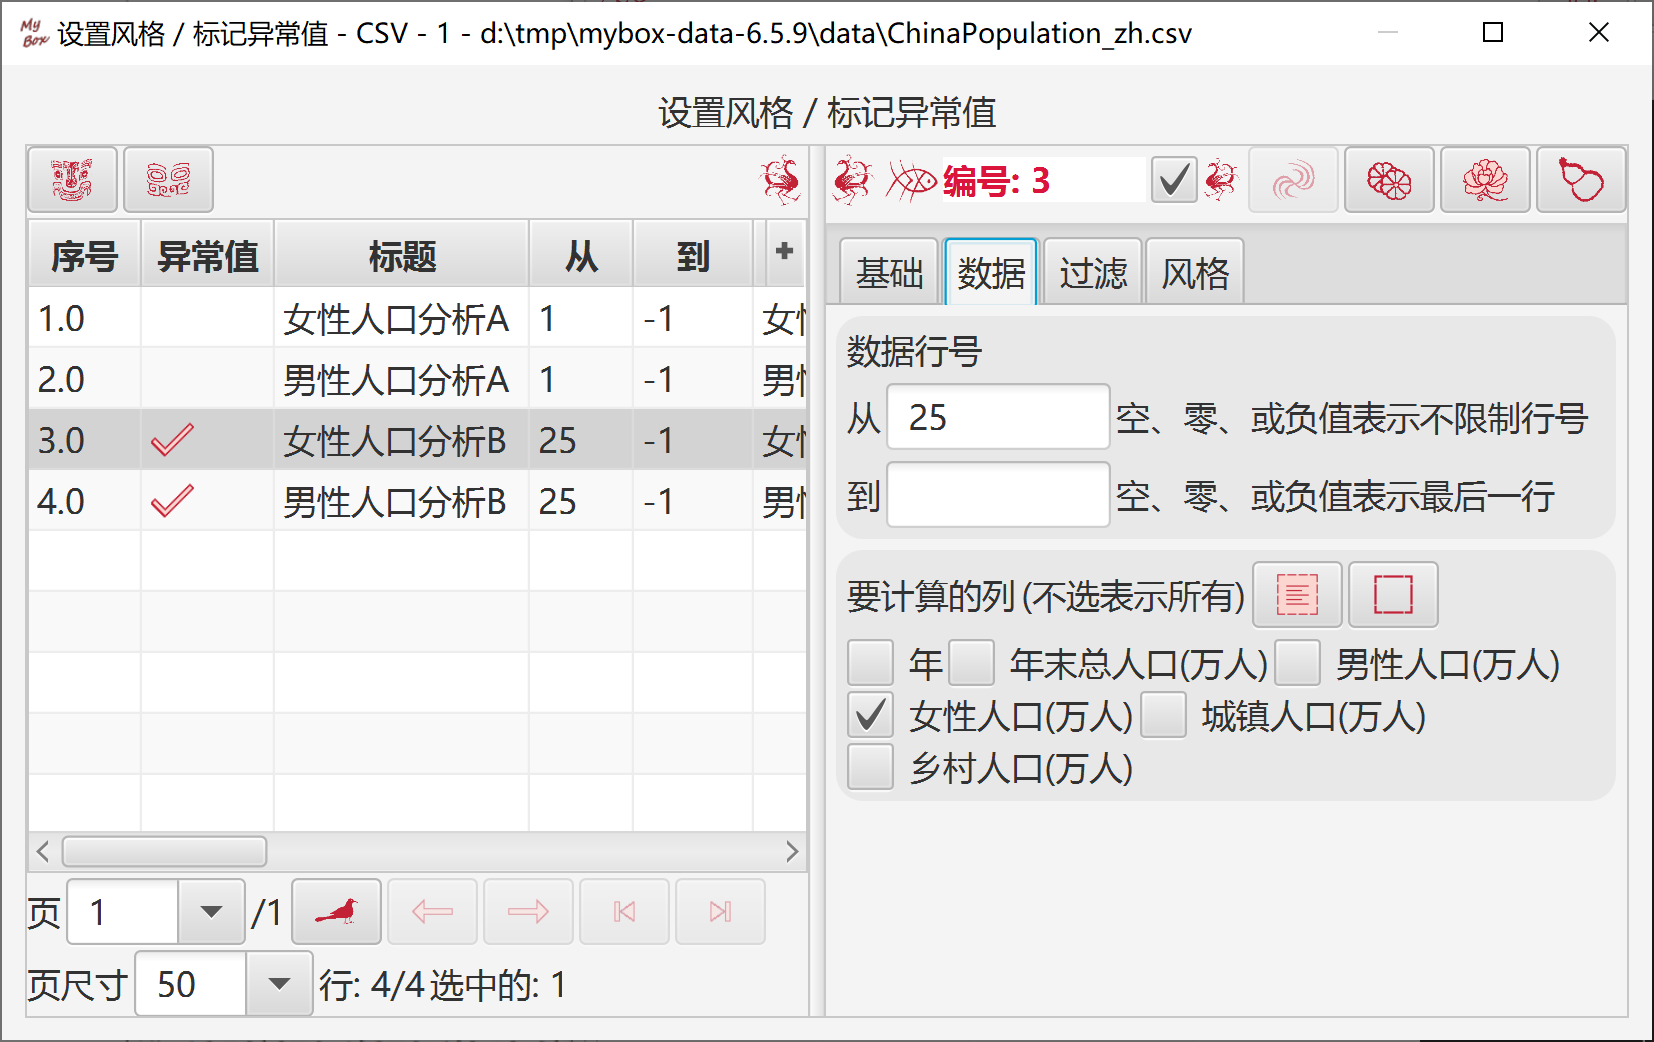 My Box 设置风格 / 标记异常值 - CSV - 1 - d:\tmp\mybox-data-6.5.9\data\ChinaPopulation_zh.csv
设置风格 / 标记异常值
序号 异常值 标题 从 到 +
1.0 女性人口分析A 1 -1 女
2.0 男性人口分析A 1 -1 男
3.0 女性人口分析B 25 -1 女
4.0 男性人口分析B 25 -1 男
页 1 /1
页尺寸 50 行: 4/4 选中的: 1
编号: 3
基础 数据 过滤 风格
数据行号
从 25 空、零、或负值表示不限制行号
到 空、零、或负值表示最后一行
要计算的列 (不选表示所有)
年 年末总人口(万人) 男性人口(万人)
女性人口(万人) 城镇人口(万人)
乡村人口(万人)